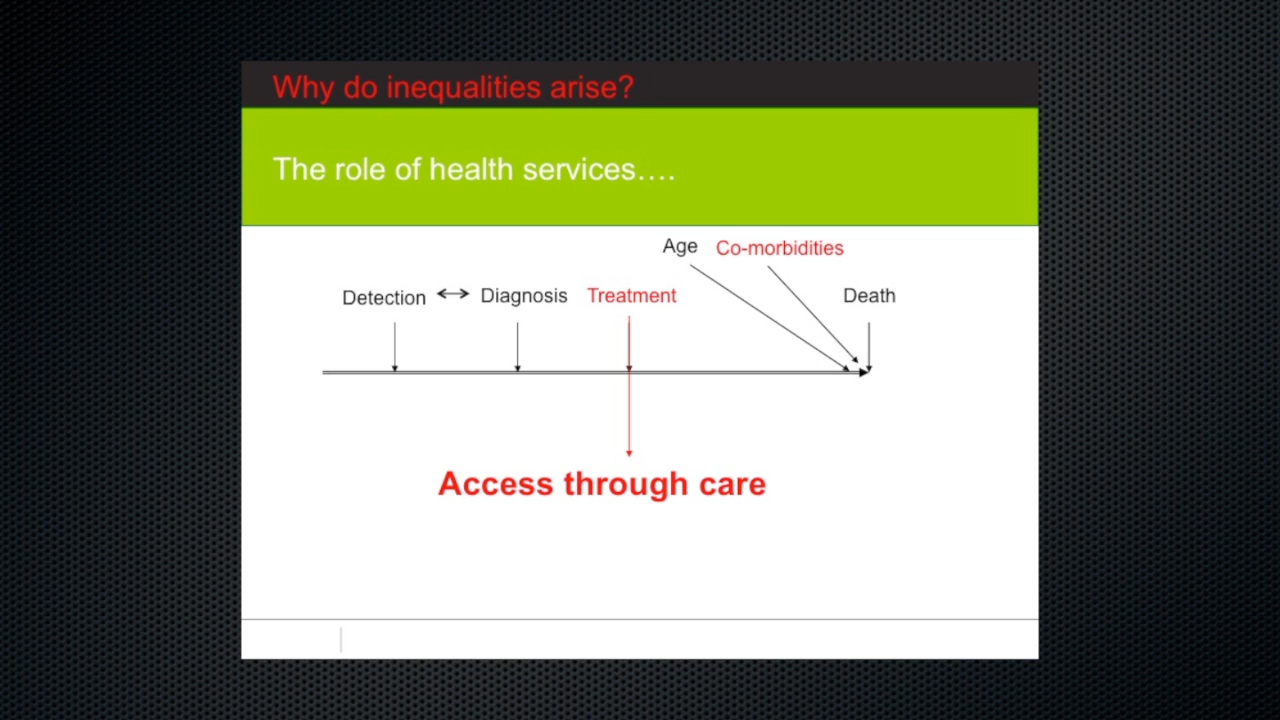 Why do inequalities arise?
The role of health services….
Age Co-morbidities
Detection Diagnosis Treatment Death
Access through care